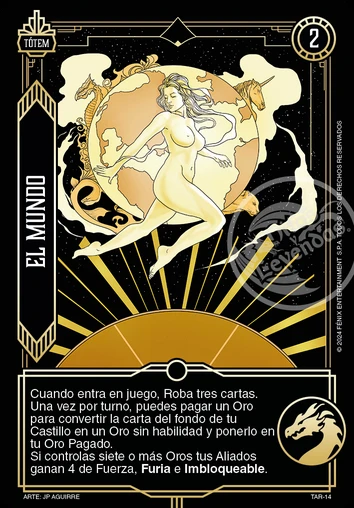 TÓTEM
2
EL MUNDO
© 2024 FÉNIX ENTERTAINMENT S.P.A. TODOS LOS DERECHOS RESERVADOS
Leyendas
Cuando entra en juego, Roba tres cartas.
Una vez por turno, puedes pagar un Oro
para convertir la carta del fondo de tu
Castillo en un Oro sin habilidad y ponerlo en
tu Oro Pagado.
Si controlas siete o más Oros tus Aliados
ganan 4 de Fuerza, Furia e Imbloqueable.
ARTE: JP AGUIRRE
TAR-14